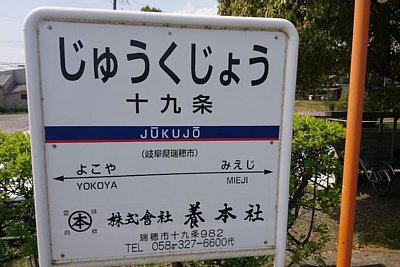 じゅうくじょう
十九条
JŪKUJŌ
(岐阜県瑞穂市)
よこや みえじ
YOKOYA MIEJI
本 株式会社 養本社
瑞穂市十九条982
TEL 058-327-6600代